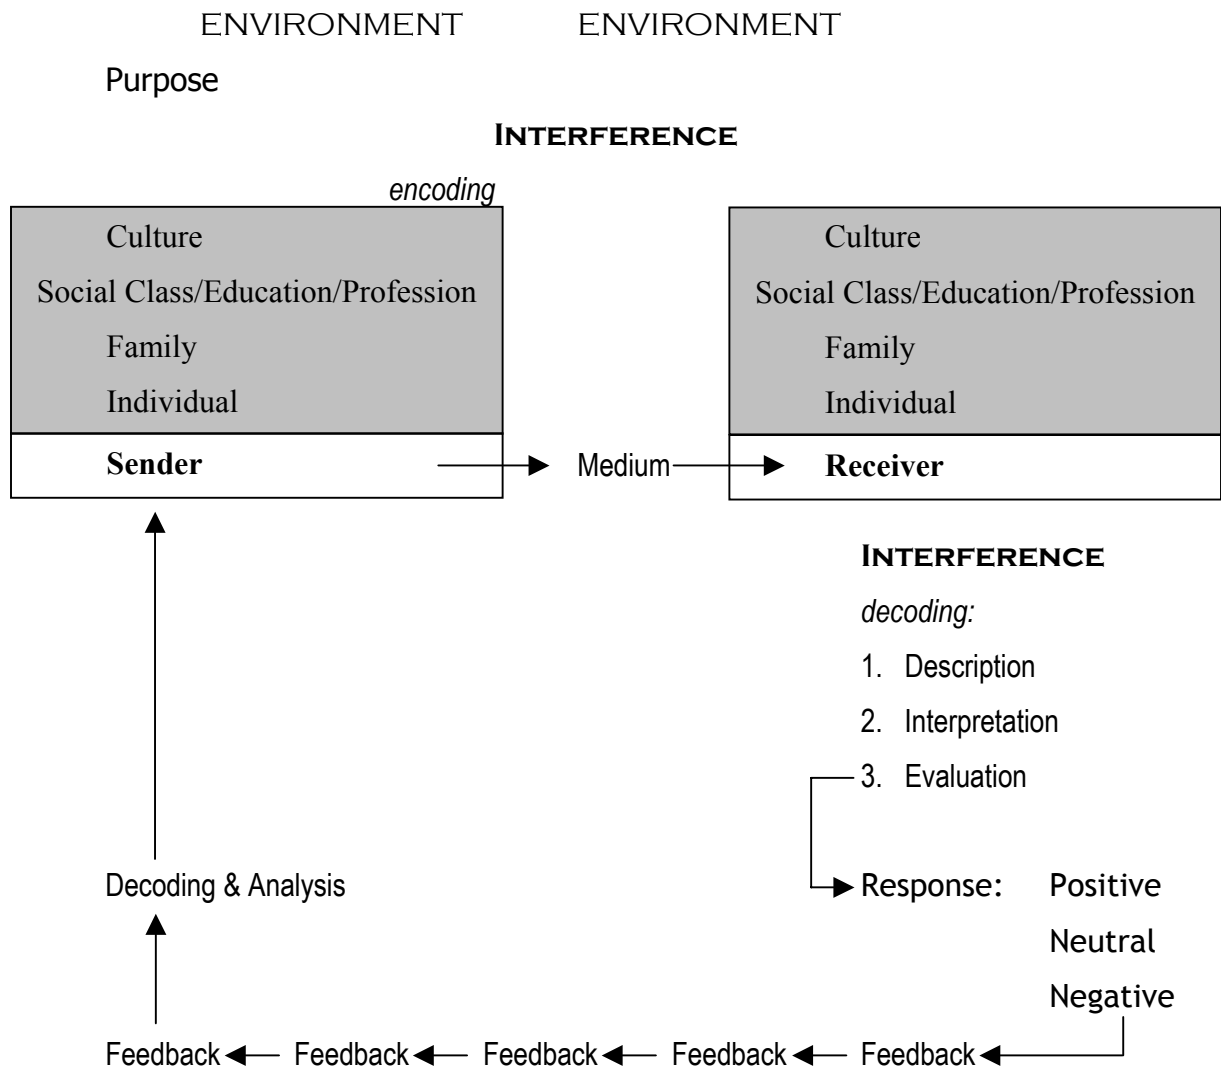 ENVIRONMENT ENVIRONMENT
Purpose
INTERFERENCE
encoding
Culture
Social Class/Education/Profession
Family
Individual
Sender
Medium
Culture
Social Class/Education/Profession
Family
Individual
Receiver
INTERFERENCE
decoding:
1. Description
2. Interpretation
3. Evaluation
Response: Positive
Neutral
Negative
Decoding & Analysis
Feedback Feedback Feedback Feedback Feedback